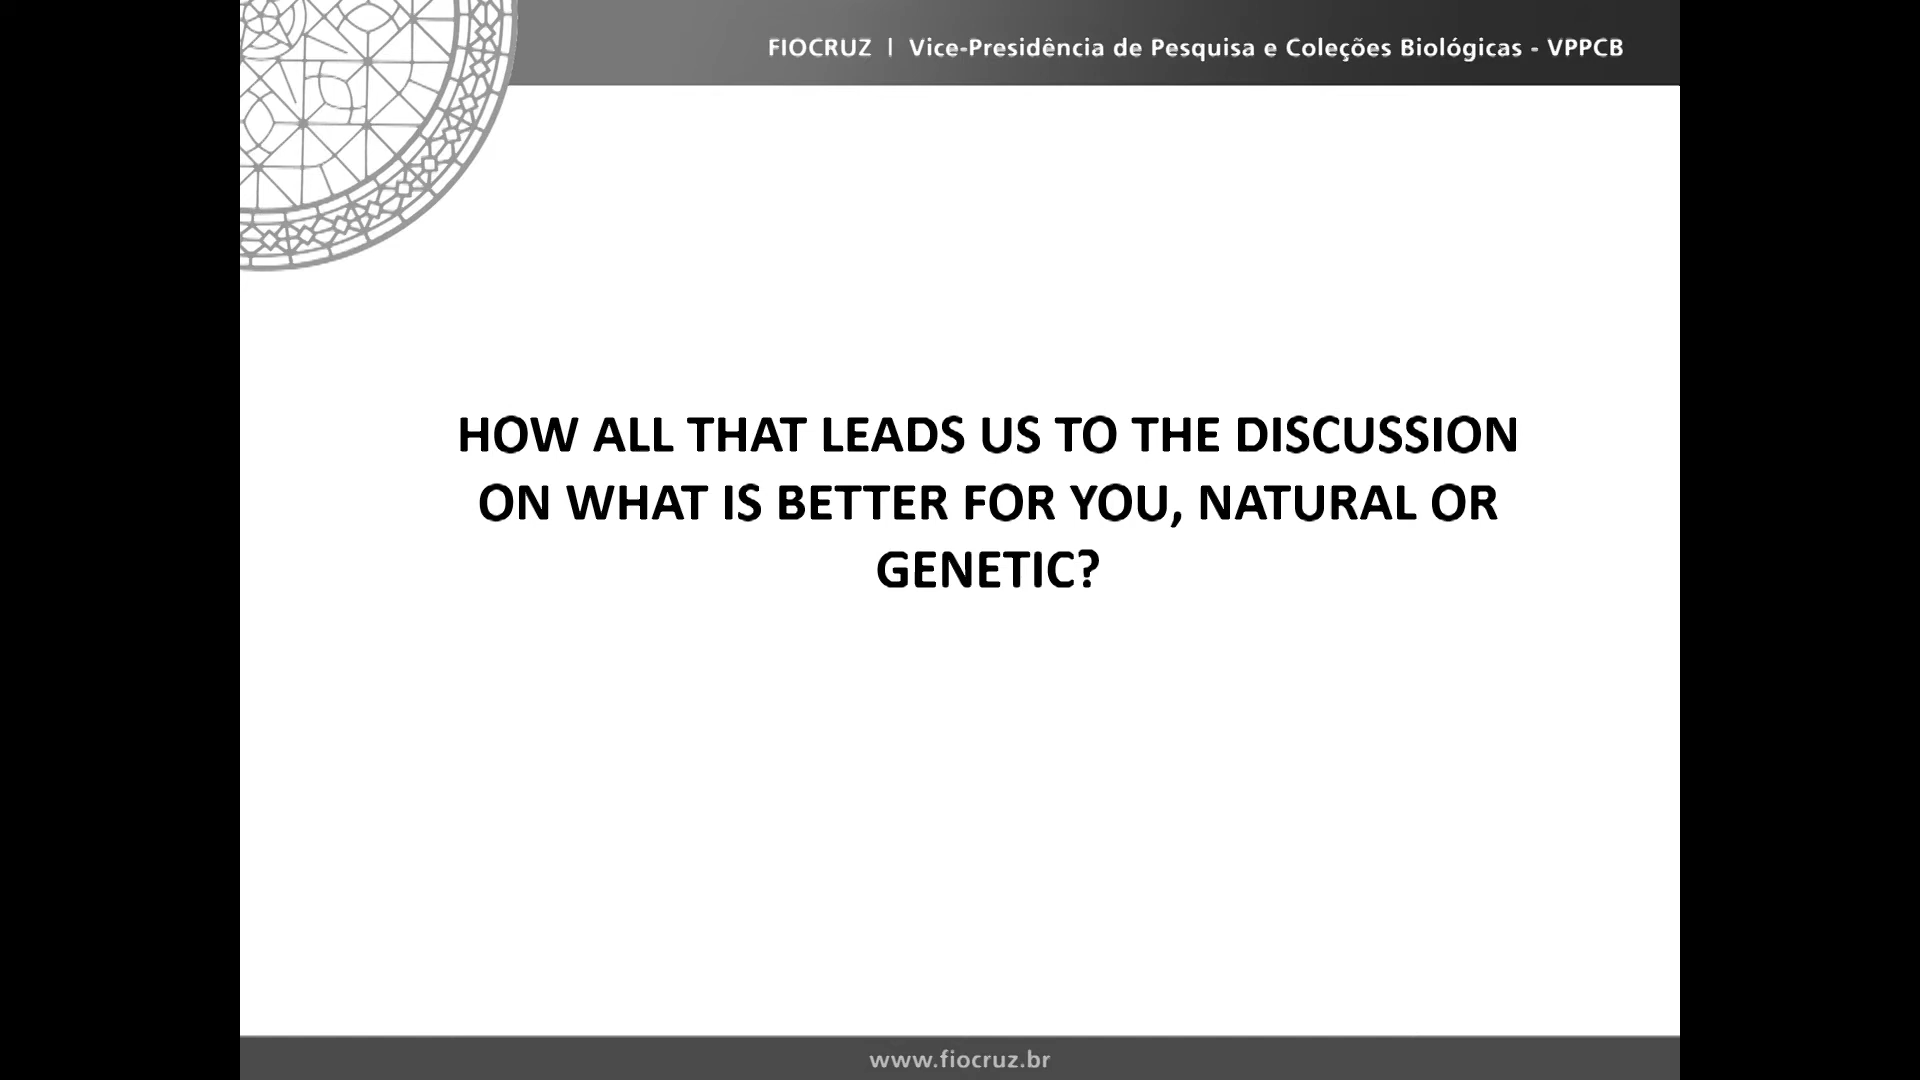 FIOCRUZ | Vice-Presidência de Pesquisa e Coleções Biológicas - VPPCB
HOW ALL THAT LEADS US TO THE DISCUSSION
ON WHAT IS BETTER FOR YOU, NATURAL OR
GENETIC?
www.fiocruz.br